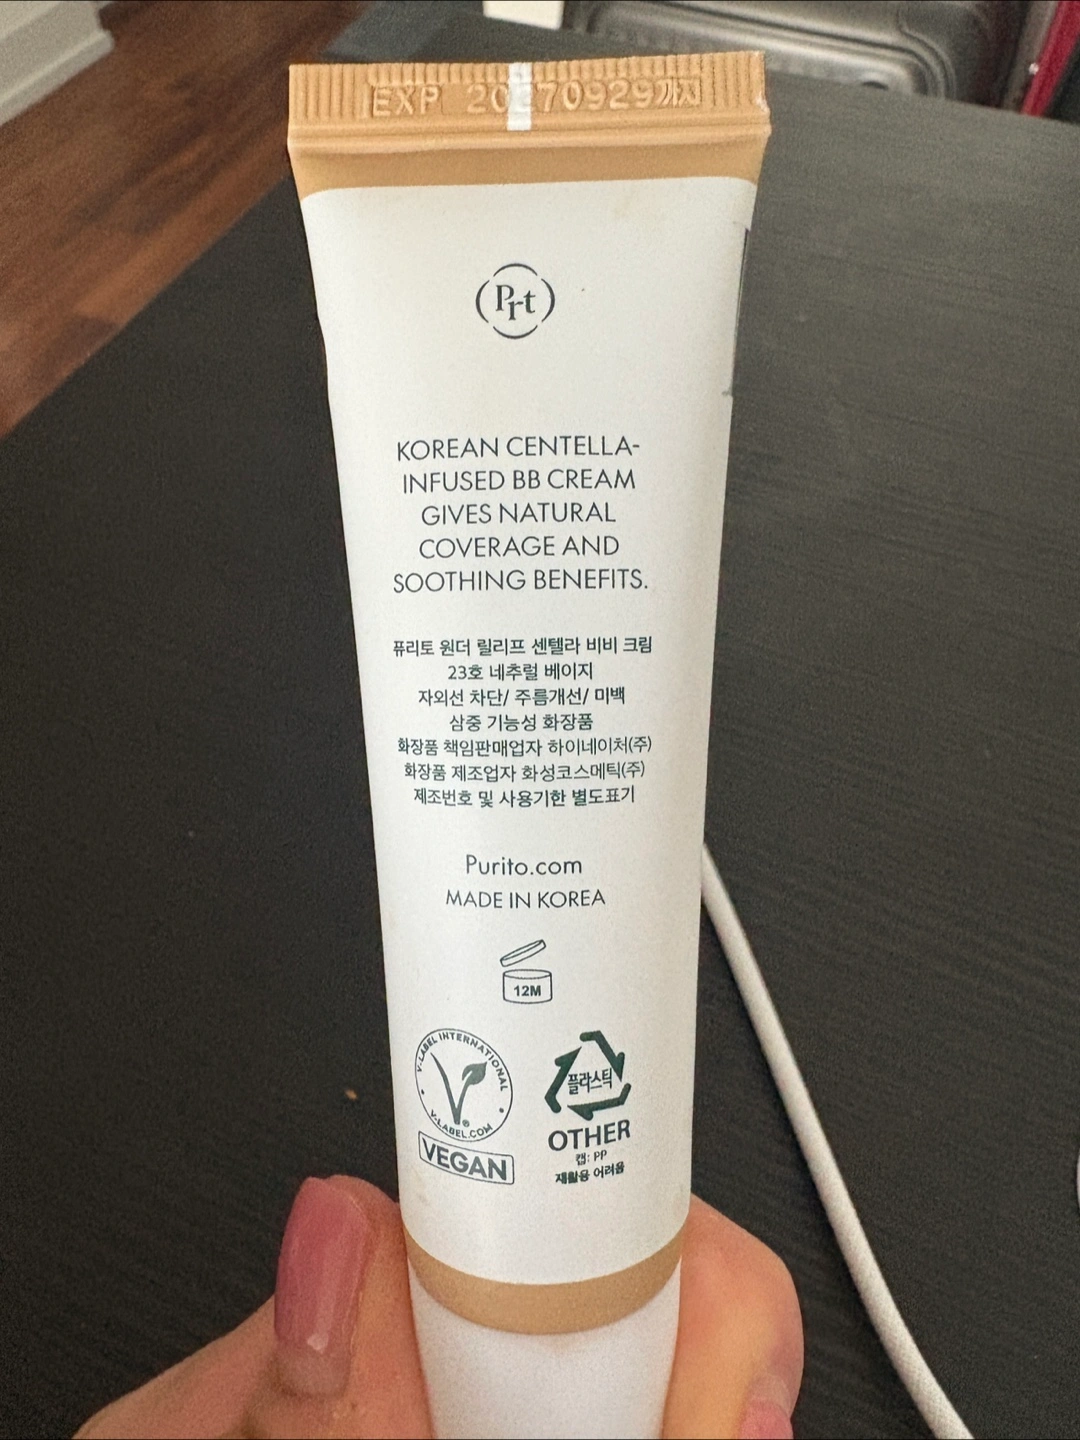 EXP 20270929까지
Prt
KOREAN CENTELLA-
INFUSED BB CREAM
GIVES NATURAL
COVERAGE AND
SOOTHING BENEFITS.
퓨리토 원더 릴리프 센텔라 비비 크림
23호 네추럴 베이지
자외선 차단/ 주름개선/ 미백
삼중 기능성 화장품
화장품 책임판매업자 하이네이처(주)
화장품 제조업자 화성코스메틱(주)
제조번호 및 사용기한 별도표기
Purito.com
MADE IN KOREA
12M
V-LABEL INTERNATIONAL
V-LABEL.COM
VEGAN
플라스틱
OTHER
캡: PP
재활용 어려움